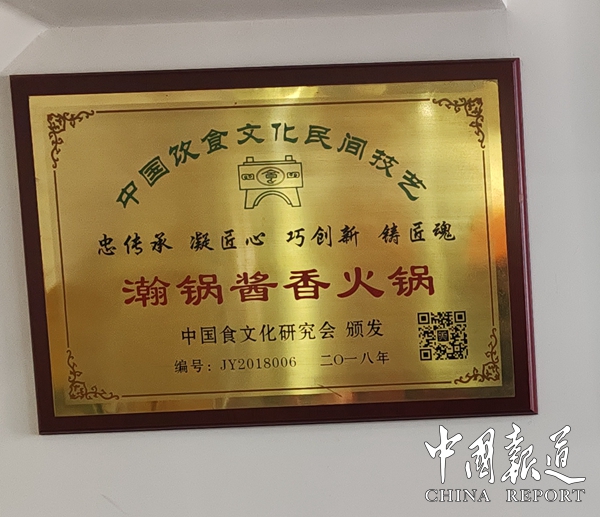 中国饮食文化民间技艺
忠传承 凝匠心 巧创新 铸匠魂
瀚锅酱香火锅
中国食文化研究会 颁发
编号：JY2018006 二〇一八年
中国报道
CHINA REPORT